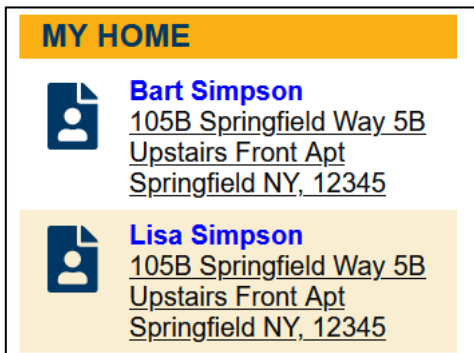 MY HOME
Bart Simpson
105B Springfield Way 5B
Upstairs Front Apt
Springfield NY, 12345
Lisa Simpson
105B Springfield Way 5B
Upstairs Front Apt
Springfield NY, 12345